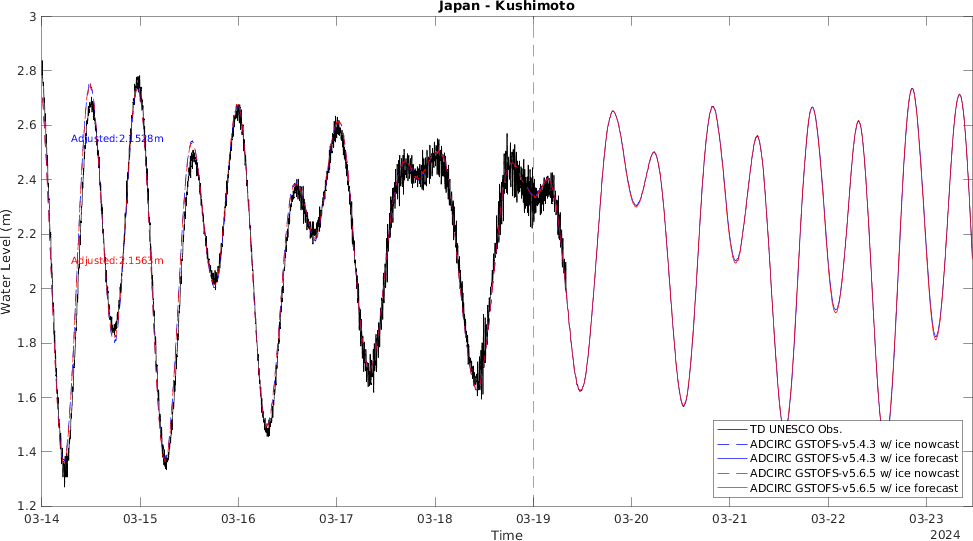 Japan - Kushimoto
3
2.8
2.6
2.4
2.2
2
1.8
1.6
1.4
1.2
Water Level (m)
Adjusted:2.1528m
Adjusted:2.1563m
TD UNESCO Obs.
ADCIRC GSTOFS-v5.4.3 w/ ice nowcast
ADCIRC GSTOFS-v5.4.3 w/ ice forecast
ADCIRC GSTOFS-v5.6.5 w/ ice nowcast
ADCIRC GSTOFS-v5.6.5 w/ ice forecast
03-14 03-15 03-16 03-17 03-18 03-19 03-20 03-21 03-22 03-23
Time
2024